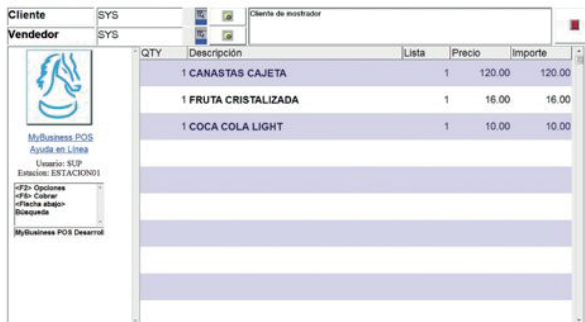 Cliente SYS Cliente de mostrador
Vendedor SYS
QTY Descripción Lista Precio Importe
1 CANASTAS CAJETA 1 120.00 120.00
1 FRUTA CRISTALIZADA 1 16.00 16.00
1 COCA COLA LIGHT 1 10.00 10.00
MyBusiness POS
Ayuda en Linea
Usuario: SUP
Estacion: ESTACION01
<F2> Opciones
<F6> Cobrar
<Flecha abajo>
Búsqueda
MyBusiness POS Desarrol